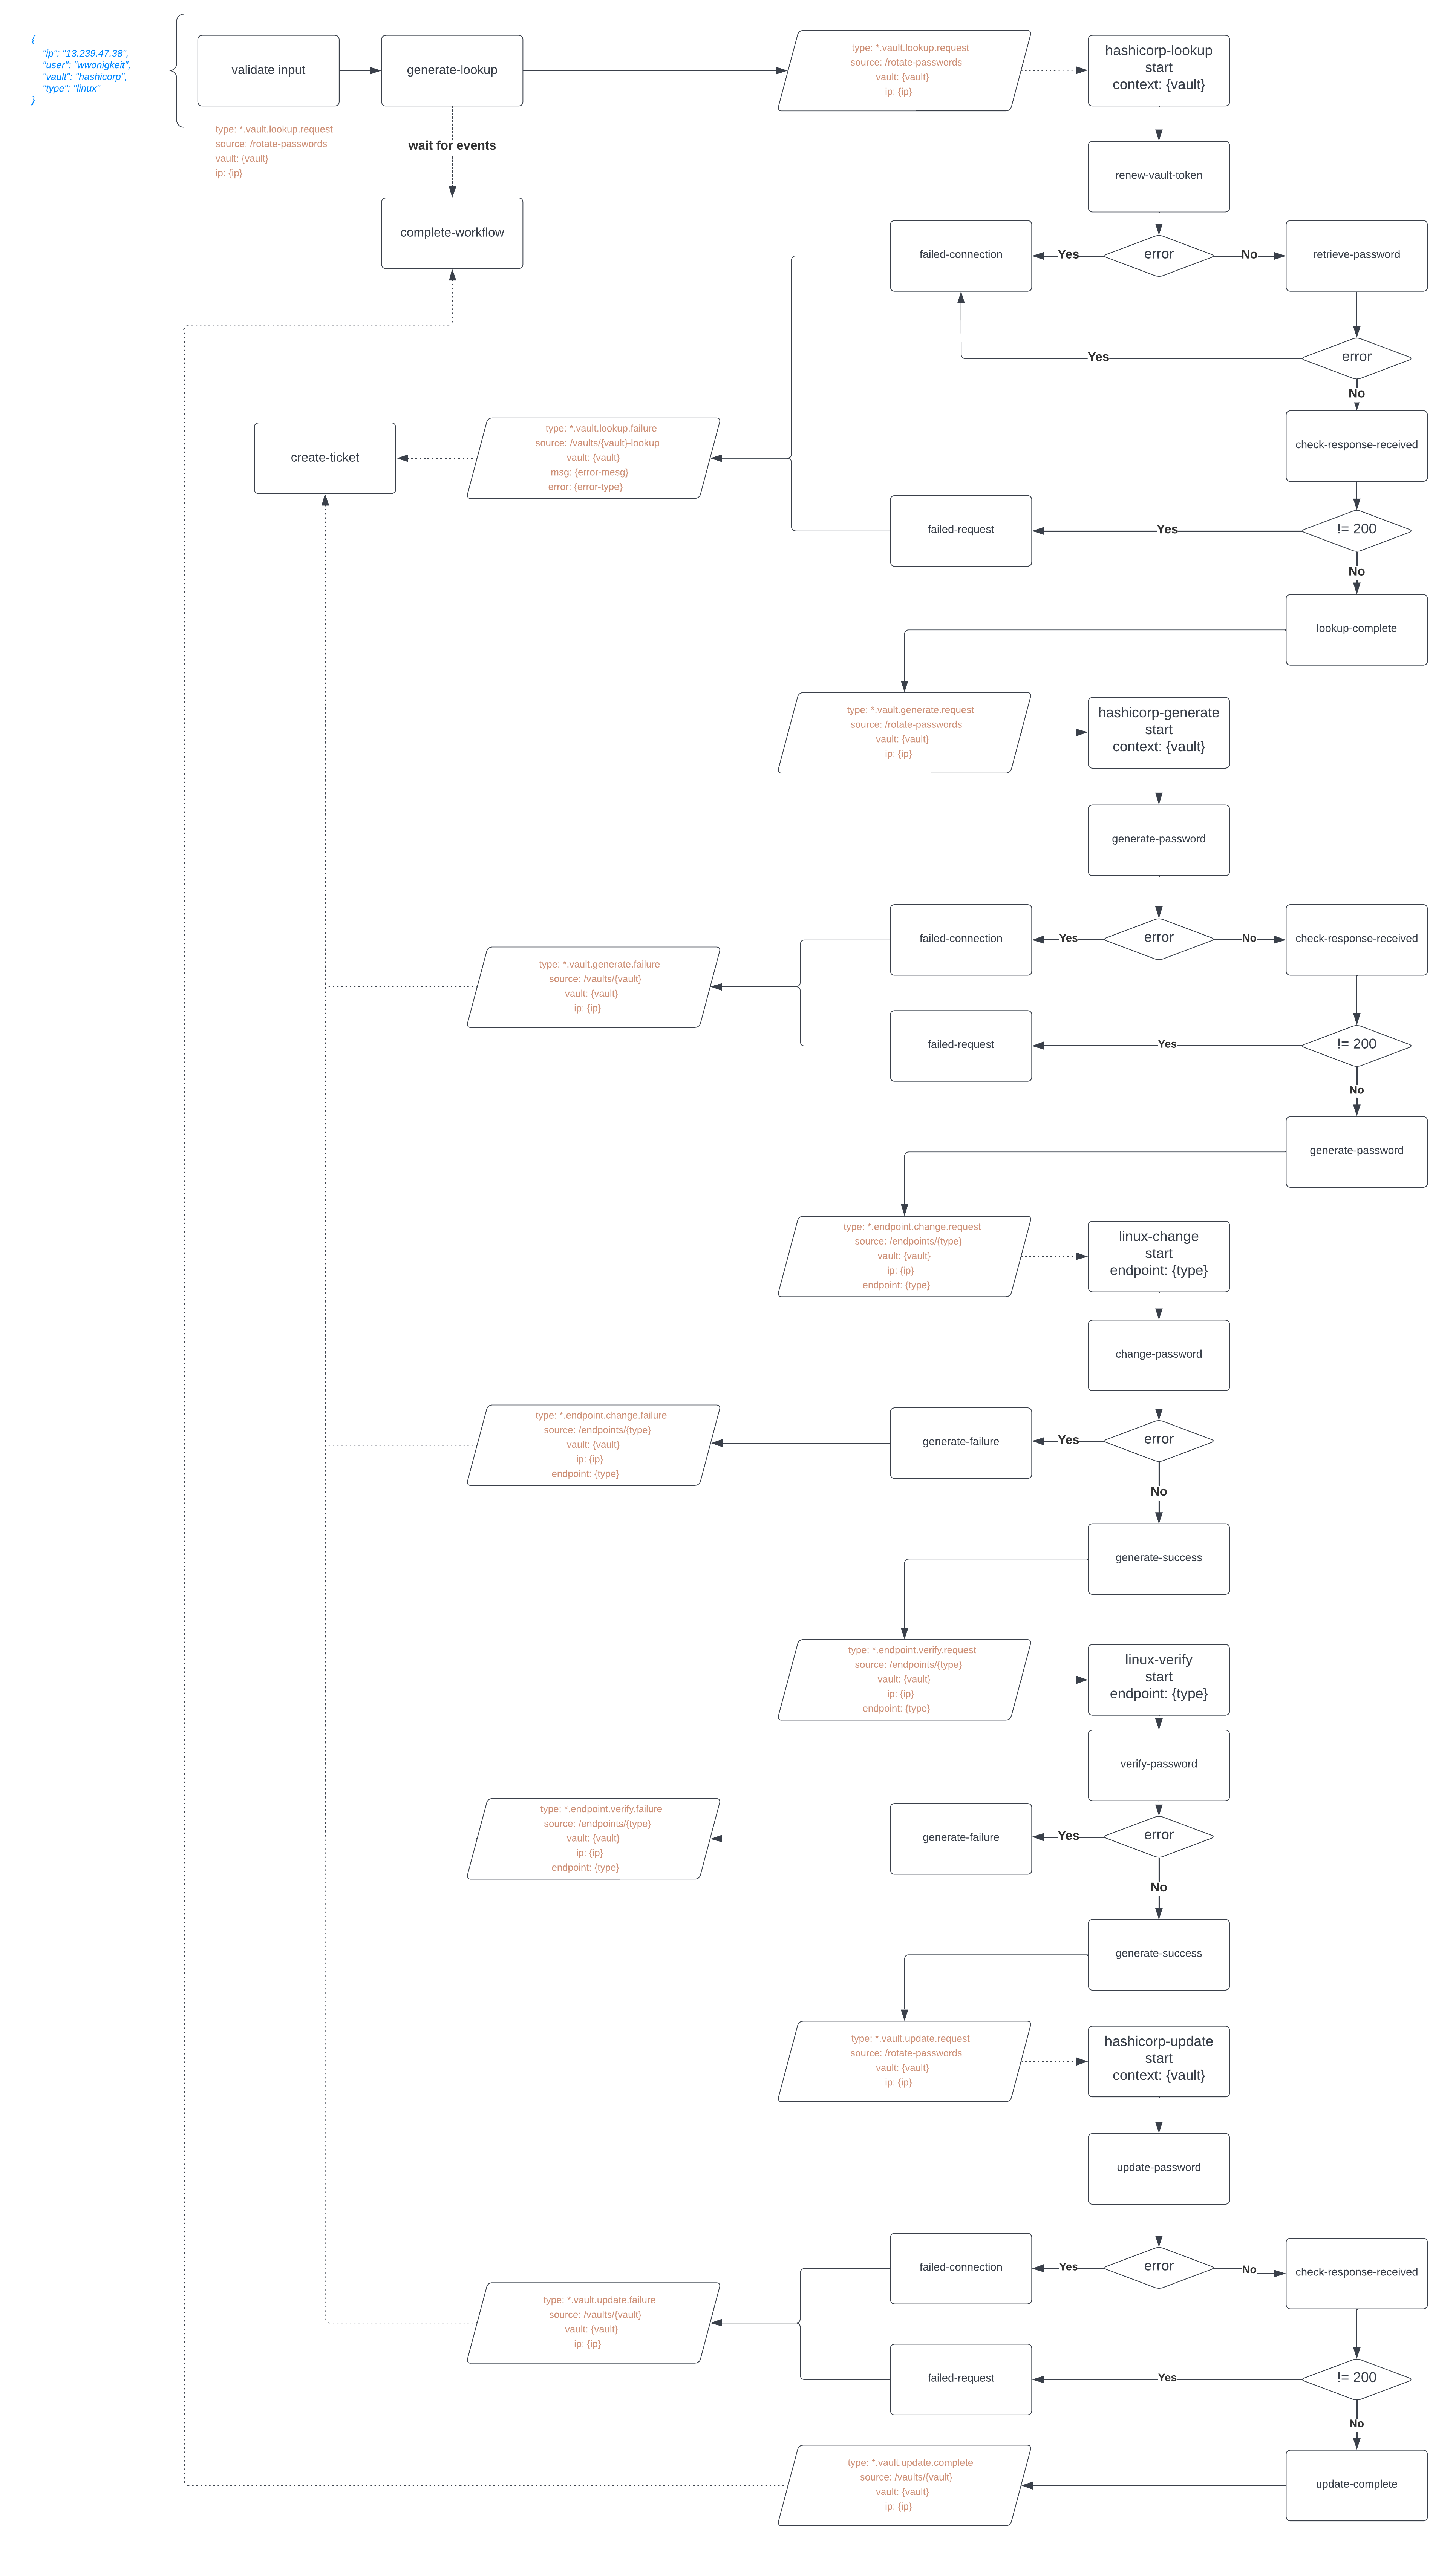 {
"ip": "13.239.47.38",
"user": "wwonigkeit",
"vault": "hashicorp",
"type": "linux"
}
validate input
generate-lookup
type: *.vault.lookup.request
source: /rotate-passwords
vault: {vault}
ip: {ip}
hashicorp-lookup
start
context: {vault}
type: *.vault.lookup.request
source: /rotate-passwords
vault: {vault}
ip: {ip}
wait for events
renew-vault-token
complete-workflow
failed-connection
Yes
error
No
retrieve-password
Yes
error
No
create-ticket
type: *.vault.lookup.failure
source: /vaults/{vault}-lookup
vault: {vault}
msg: {error-mesg}
error: {error-type}
check-response-received
failed-request
Yes
!= 200
No
lookup-complete
type: *.vault.generate.request
source: /rotate-passwords
vault: {vault}
ip: {ip}
hashicorp-generate
start
context: {vault}
generate-password
failed-connection
Yes
error
No
check-response-received
type: *.vault.generate.failure
source: /vaults/{vault}
vault: {vault}
ip: {ip}
failed-request
Yes
!= 200
No
generate-password
type: *.endpoint.change.request
source: /endpoints/{type}
vault: {vault}
ip: {ip}
endpoint: {type}
linux-change
start
endpoint: {type}
change-password
type: *.endpoint.change.failure
source: /endpoints/{type}
vault: {vault}
ip: {ip}
endpoint: {type}
generate-failure
Yes
error
No
generate-success
type: *.endpoint.verify.request
source: /endpoints/{type}
vault: {vault}
ip: {ip}
endpoint: {type}
linux-verify
start
endpoint: {type}
verify-password
type: *.endpoint.verify.failure
source: /endpoints/{type}
vault: {vault}
ip: {ip}
endpoint: {type}
generate-failure
Yes
error
No
generate-success
type: *.vault.update.request
source: /rotate-passwords
vault: {vault}
ip: {ip}
hashicorp-update
start
context: {vault}
update-password
failed-connection
Yes
error
No
check-response-received
type: *.vault.update.failure
source: /vaults/{vault}
vault: {vault}
ip: {ip}
failed-request
Yes
!= 200
No
type: *.vault.update.complete
source: /vaults/{vault}
vault: {vault}
ip: {ip}
update-complete